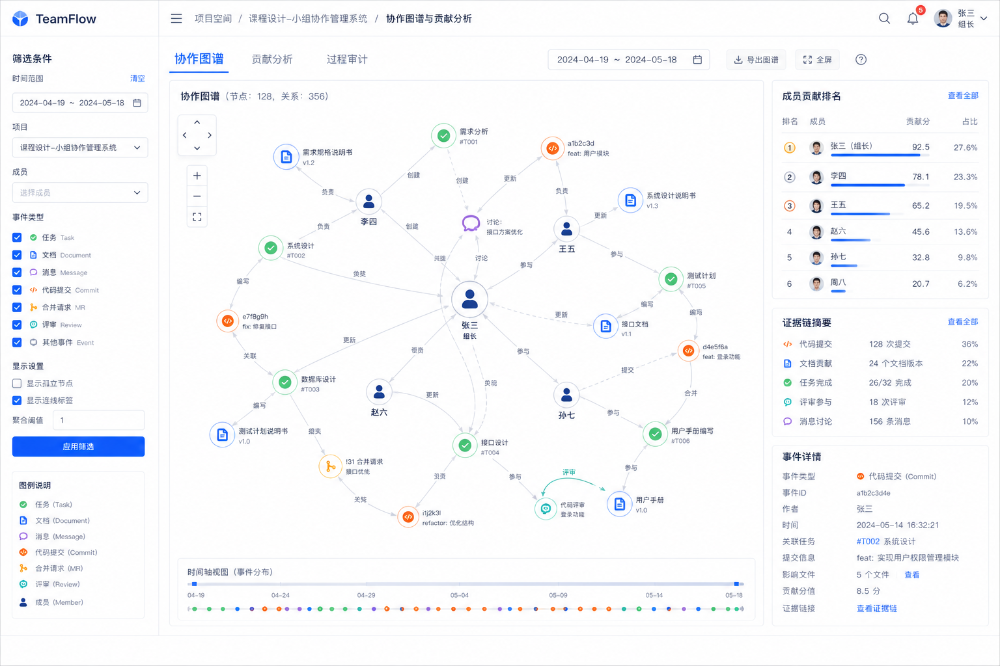 TeamFlow
项目空间 / 课程设计-小组协作管理系统 / 协作图谱与贡献分析
5
张三
组长
筛选条件
时间范围 清空
2024-04-19 ~ 2024-05-18
项目
课程设计-小组协作管理系统
成员
选择成员
事件类型
任务 Task
文档 Document
消息 Message
代码提交 Commit
合并请求 MR
评审 Review
其他事件 Event
显示设置
显示孤立节点
显示连线标签
聚合阈值 1
应用筛选
图例说明
任务 (Task)
文档 (Document)
消息 (Message)
代码提交 (Commit)
合并请求 (MR)
评审 (Review)
成员 (Member)
协作图谱 贡献分析 过程审计
2024-04-19 ~ 2024-05-18
导出图谱
全屏
?
协作图谱 (节点: 128, 关系: 356)
需求分析
#T001
需求规格说明书
v1.2
a1b2c3d
feat: 用户模块
创建
创建
更新
负责
负责
系统设计说明书
v1.3
更新
李四
创建
负责
讨论:
接口方案优化
王五
系统设计
#T002
参与
讨论
参与
测试计划
#T005
编写
编写
更新
张三
组长
e7f8g9h
fix: 修复接口
接口文档
v1.1
更新
d4e5f6a
feat: 登录功能
关联
参与
提交
数据库设计
#T003
赵六
更新
孙七
合并
编写
参与
测试计划说明书
v1.0
用户手册编写
#T006
接口设计
#T004
!31 合并请求
参与
评审
参与
代码评审
登录功能
用户手册
v1.0
i1j2k3l
refactor: 优化结构
时间轴视图 (事件分布)
04-19 04-24 04-29 05-04 05-09 05-14 05-18
成员贡献排名 查看全部
排名 成员 贡献分 占比
1 张三 (组长) 92.5 27.6%
2 李四 78.1 23.3%
3 王五 65.2 19.5%
4 赵六 45.6 13.6%
5 孙七 32.8 9.8%
6 周八 20.7 6.2%
证据链摘要 查看全部
代码提交 128 次提交 36%
文档贡献 24 个文档版本 22%
任务完成 26/32 完成 20%
评审参与 18 次评审 12%
消息讨论 156 条消息 10%
事件详情
事件类型 代码提交 (Commit)
事件ID a1b2c3d4e
作者 张三
时间 2024-05-14 16:32:21
关联任务 #T002 系统设计
提交信息 feat: 实现用户权限管理模块
影响文件 5 个文件 查看
贡献分值 8.5 分
证据链接 查看证据链